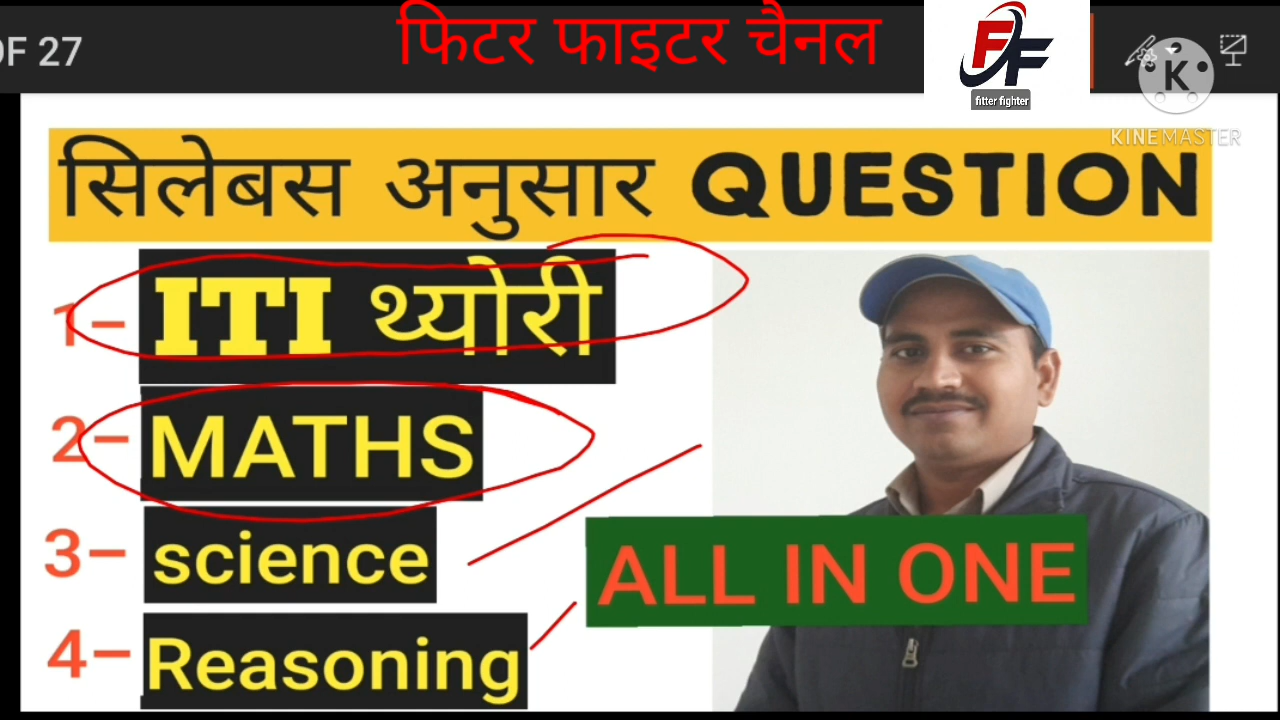 OF 27
फिटर फाइटर चैनल
FF
fitter fighter
K
KINEMASTER
सिलेबस अनुसार QUESTION
1- ITI थ्योरी
2- MATHS
3- science
4- Reasoning
ALL IN ONE